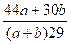 44a + 30b
(a + b)29